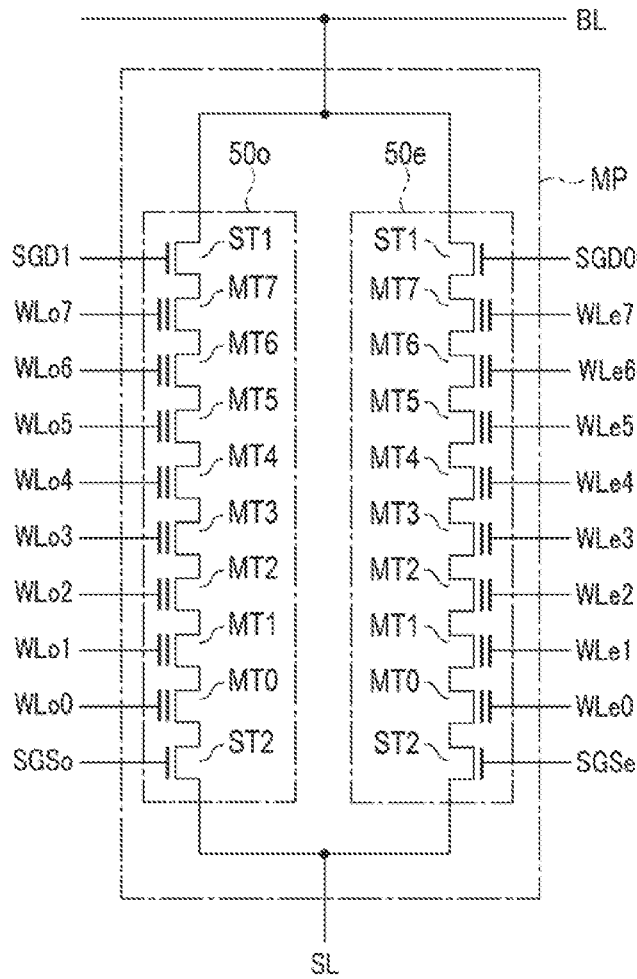 BL
50o 50e MP
SGD1 ST1 ST1 SGD0
WLo7 MT7 MT7 WLe7
WLo6 MT6 MT6 WLe6
WLo5 MT5 MT5 WLe5
WLo4 MT4 MT4 WLe4
WLo3 MT3 MT3 WLe3
WLo2 MT2 MT2 WLe2
WLo1 MT1 MT1 WLe1
WLo0 MT0 MT0 WLe0
SGSo ST2 ST2 SGSe
SL